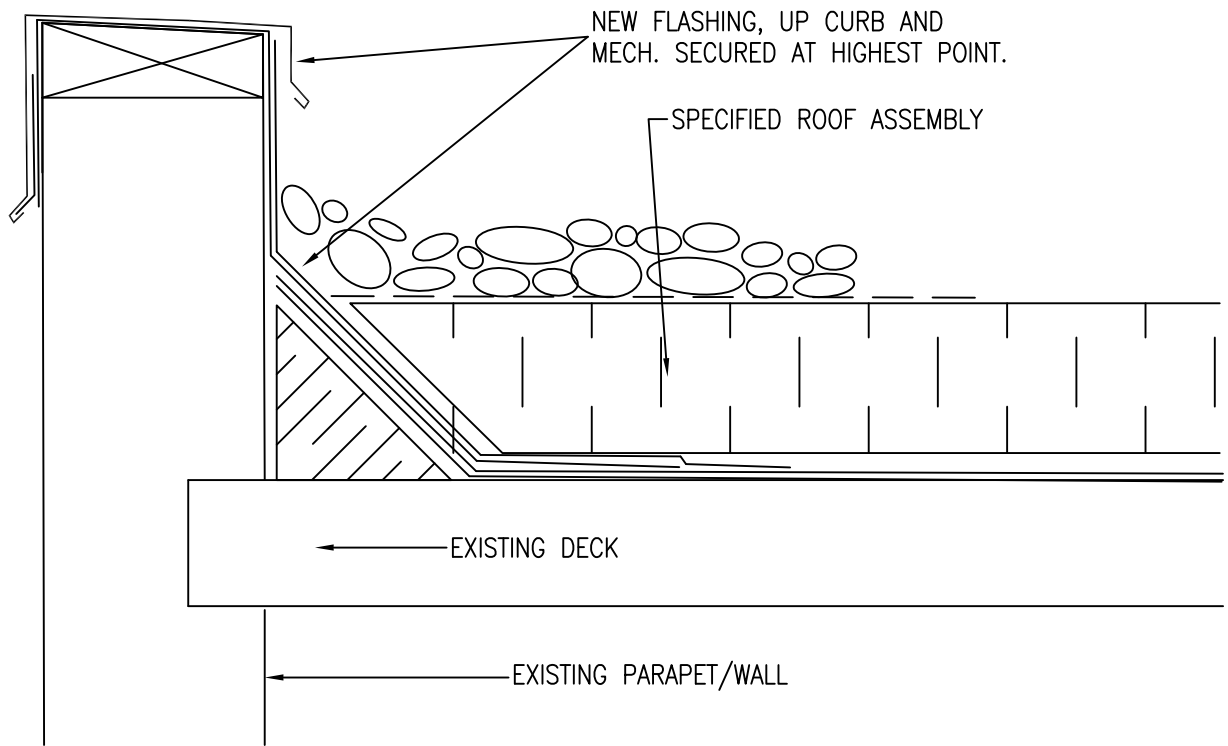 NEW FLASHING, UP CURB AND
MECH. SECURED AT HIGHEST POINT.
SPECIFIED ROOF ASSEMBLY
EXISTING DECK
EXISTING PARAPET/WALL